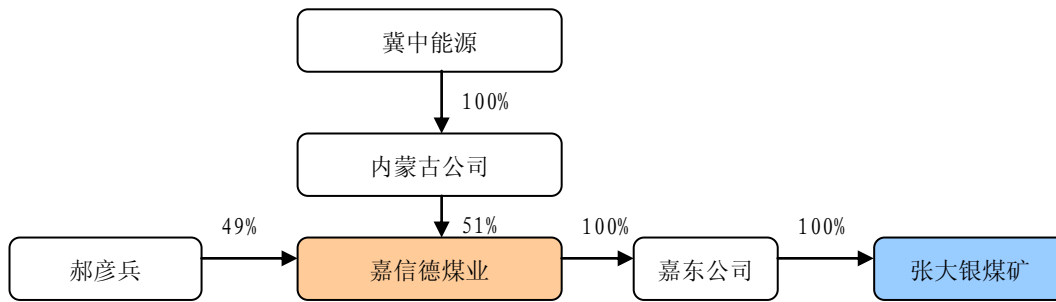 冀中能源
100%
内蒙古公司
49%
51%
100%
100%
郝彦兵
嘉信德煤业
嘉东公司
张大银煤矿